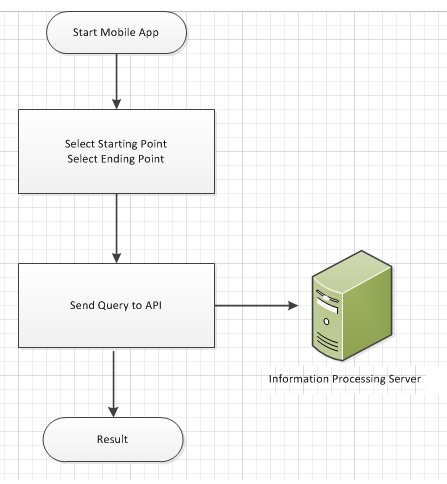 Start Mobile App
Select Starting Point
Select Ending Point
Send Query to API
Information Processing Server
Result